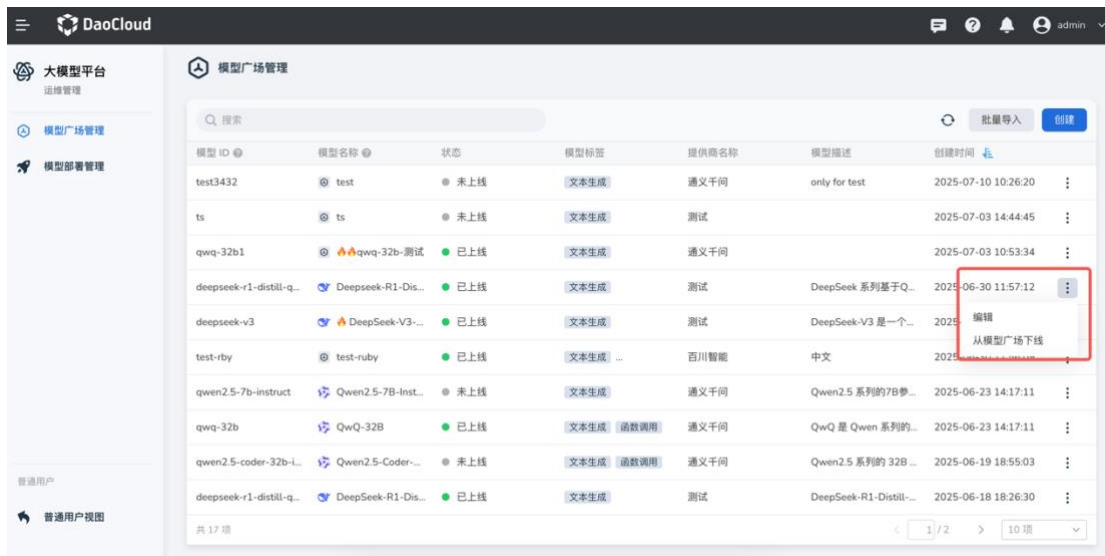 DaoCloud
admin
大模型平台
运维管理
模型广场管理
模型部署管理
普通用户
普通用户视图
模型广场管理
搜索
批量导入 创建
模型 ID 模型名称 状态 模型标签 提供商名称 模型描述 创建时间
test3432 test 未上线 文本生成 通义千问 only for test 2025-07-10 10:26:20
ts ts 未上线 文本生成 测试 2025-07-03 14:44:45
qwq-32b1 🔥🔥qwq-32b-测试 已上线 文本生成 通义千问 2025-07-03 10:53:34
deepseek-r1-distill-q... Deepseek-R1-Dis... 已上线 文本生成 测试 DeepSeek 系列基于Q... 2025-06-30 11:57:12
deepseek-v3 🔥 DeepSeek-V3-... 已上线 文本生成 测试 DeepSeek-V3 是一个... 2025
编辑
从模型广场下线
test-rby test-ruby 已上线 文本生成 ... 百川智能 中文 2025
qwen2.5-7b-instruct Qwen2.5-7B-Inst... 未上线 文本生成 通义千问 Qwen2.5 系列的7B参... 2025-06-23 14:17:11
qwq-32b QwQ-32B 已上线 文本生成 函数调用 通义千问 QwQ 是 Qwen 系列的... 2025-06-23 14:17:11
qwen2.5-coder-32b-i... Qwen2.5-Coder-... 未上线 文本生成 函数调用 通义千问 Qwen2.5 系列的 32B ... 2025-06-19 18:55:03
deepseek-r1-distill-q... DeepSeek-R1-Dis... 已上线 文本生成 测试 DeepSeek-R1-Distill-... 2025-06-18 18:26:30
共 17 项 1 / 2 10 项